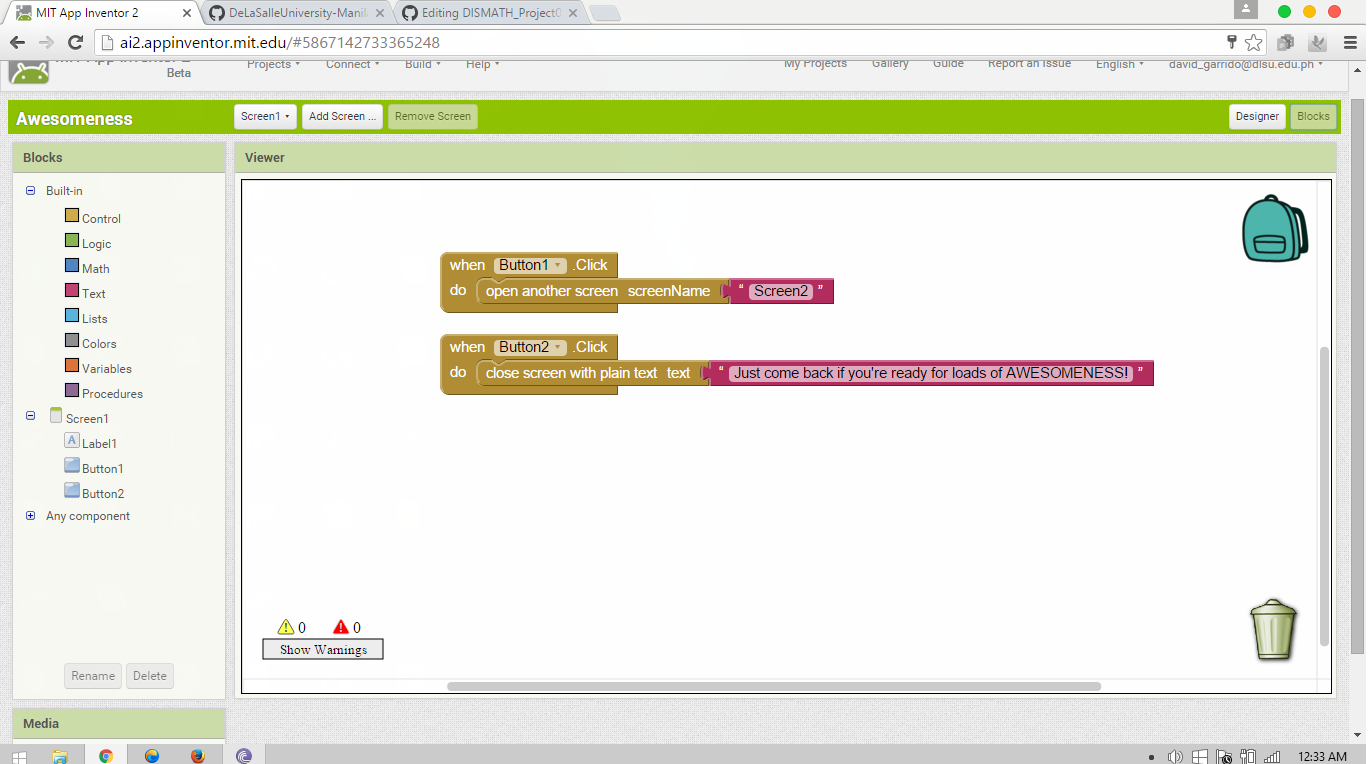 MIT App Inventor 2
DeLaSalleUniversity-Manil
Editing DISMATH_Project0
ai2.appinventor.mit.edu/#5867142733365248
MIT App Inventor 2
Beta
Projects
Connect
Build
Help
My Projects
Gallery
Guide
Report an Issue
English
david_garrido@dlsu.edu.ph
Awesomeness
Screen1
Add Screen ...
Remove Screen
Designer
Blocks
Blocks
Viewer
Built-in
Control
Logic
Math
Text
Lists
Colors
Variables
Procedures
Screen1
Label1
Button1
Button2
Any component
when Button1 .Click
do open another screen screenName “ Screen2 ”
when Button2 .Click
do close screen with plain text text “ Just come back if you're ready for loads of AWESOMENESS! ”
0 0
Show Warnings
Rename
Delete
Media
12:33 AM